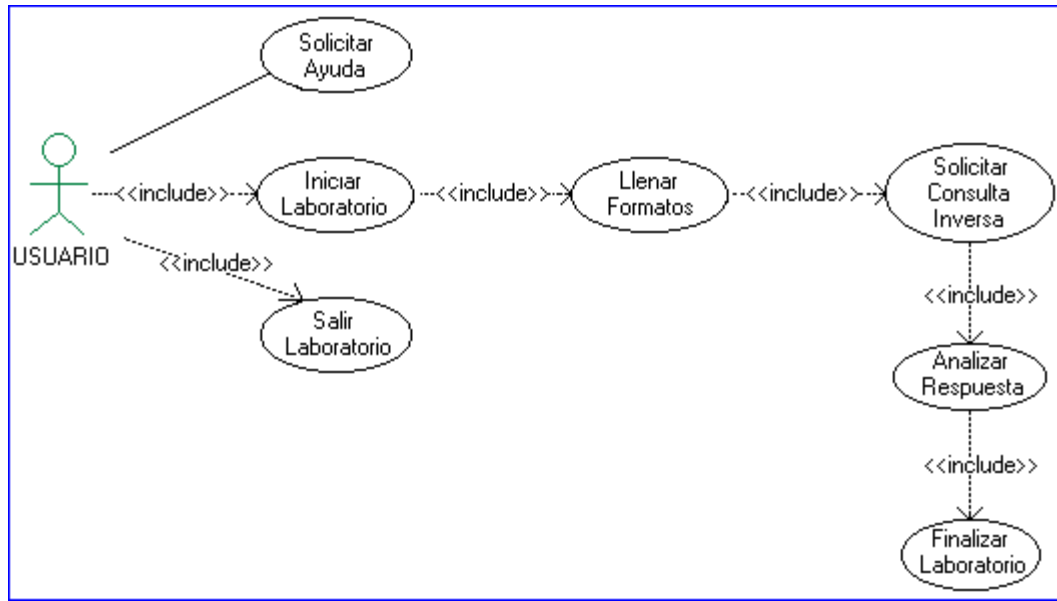 Solicitar
Ayuda
<<include>>
Iniciar
Laboratorio
<<include>>
Llenar
Formatos
<<include>>
Solicitar
Consulta
Inversa
USUARIO
<<include>>
Salir
Laboratorio
<<include>>
Analizar
Respuesta
<<include>>
Finalizar
Laboratorio